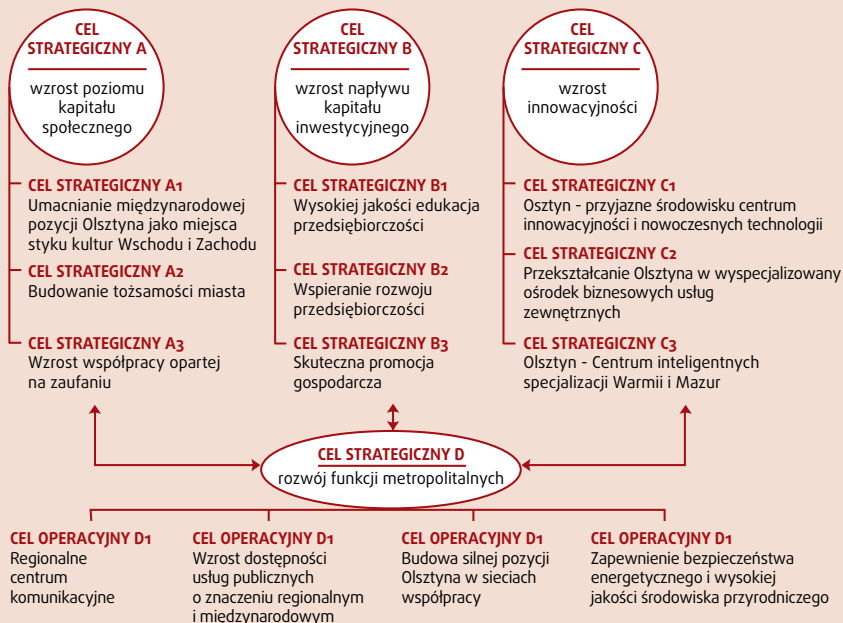 CEL
STRATEGICZNY A
wzrost poziomu
kapitału
społecznego
CEL STRATEGICZNY A1
Umacnianie międzynarodowej
pozycji Olsztyna jako miejsca
styku kultur Wschodu i Zachodu
CEL STRATEGICZNY A2
Budowanie tożsamości miasta
CEL STRATEGICZNY A3
Wzrost współpracy opartej
na zaufaniu
CEL
STRATEGICZNY B
wzrost napływu
kapitału
inwestycyjnego
CEL STRATEGICZNY B1
Wysokiej jakości edukacja
przedsiębiorczości
CEL STRATEGICZNY B2
Wspieranie rozwoju
przedsiębiorczości
CEL STRATEGICZNY B3
Skuteczna promocja
gospodarcza
CEL
STRATEGICZNY C
wzrost
innowacyjności
CEL STRATEGICZNY C1
Osztyn - przyjazne środowisku centrum
innowacyjności i nowoczesnych technologii
CEL STRATEGICZNY C2
Przekształcanie Olsztyna w wyspecjalizowany
ośrodek biznesowych usług
zewnętrznych
CEL STRATEGICZNY C3
Olsztyn - Centrum inteligentnych
specjalizacji Warmii i Mazur
CEL STRATEGICZNY D
rozwój funkcji metropolitalnych
CEL OPERACYJNY D1
Regionalne
centrum
komunikacyjne
CEL OPERACYJNY D1
Wzrost dostępności
usług publicznych
o znaczeniu regionalnym
i międzynarodowym
CEL OPERACYJNY D1
Budowa silnej pozycji
Olsztyna w sieciach
współpracy
CEL OPERACYJNY D1
Zapewnienie bezpieczeństwa
energetycznego i wysokiej
jakości środowiska przyrodniczego